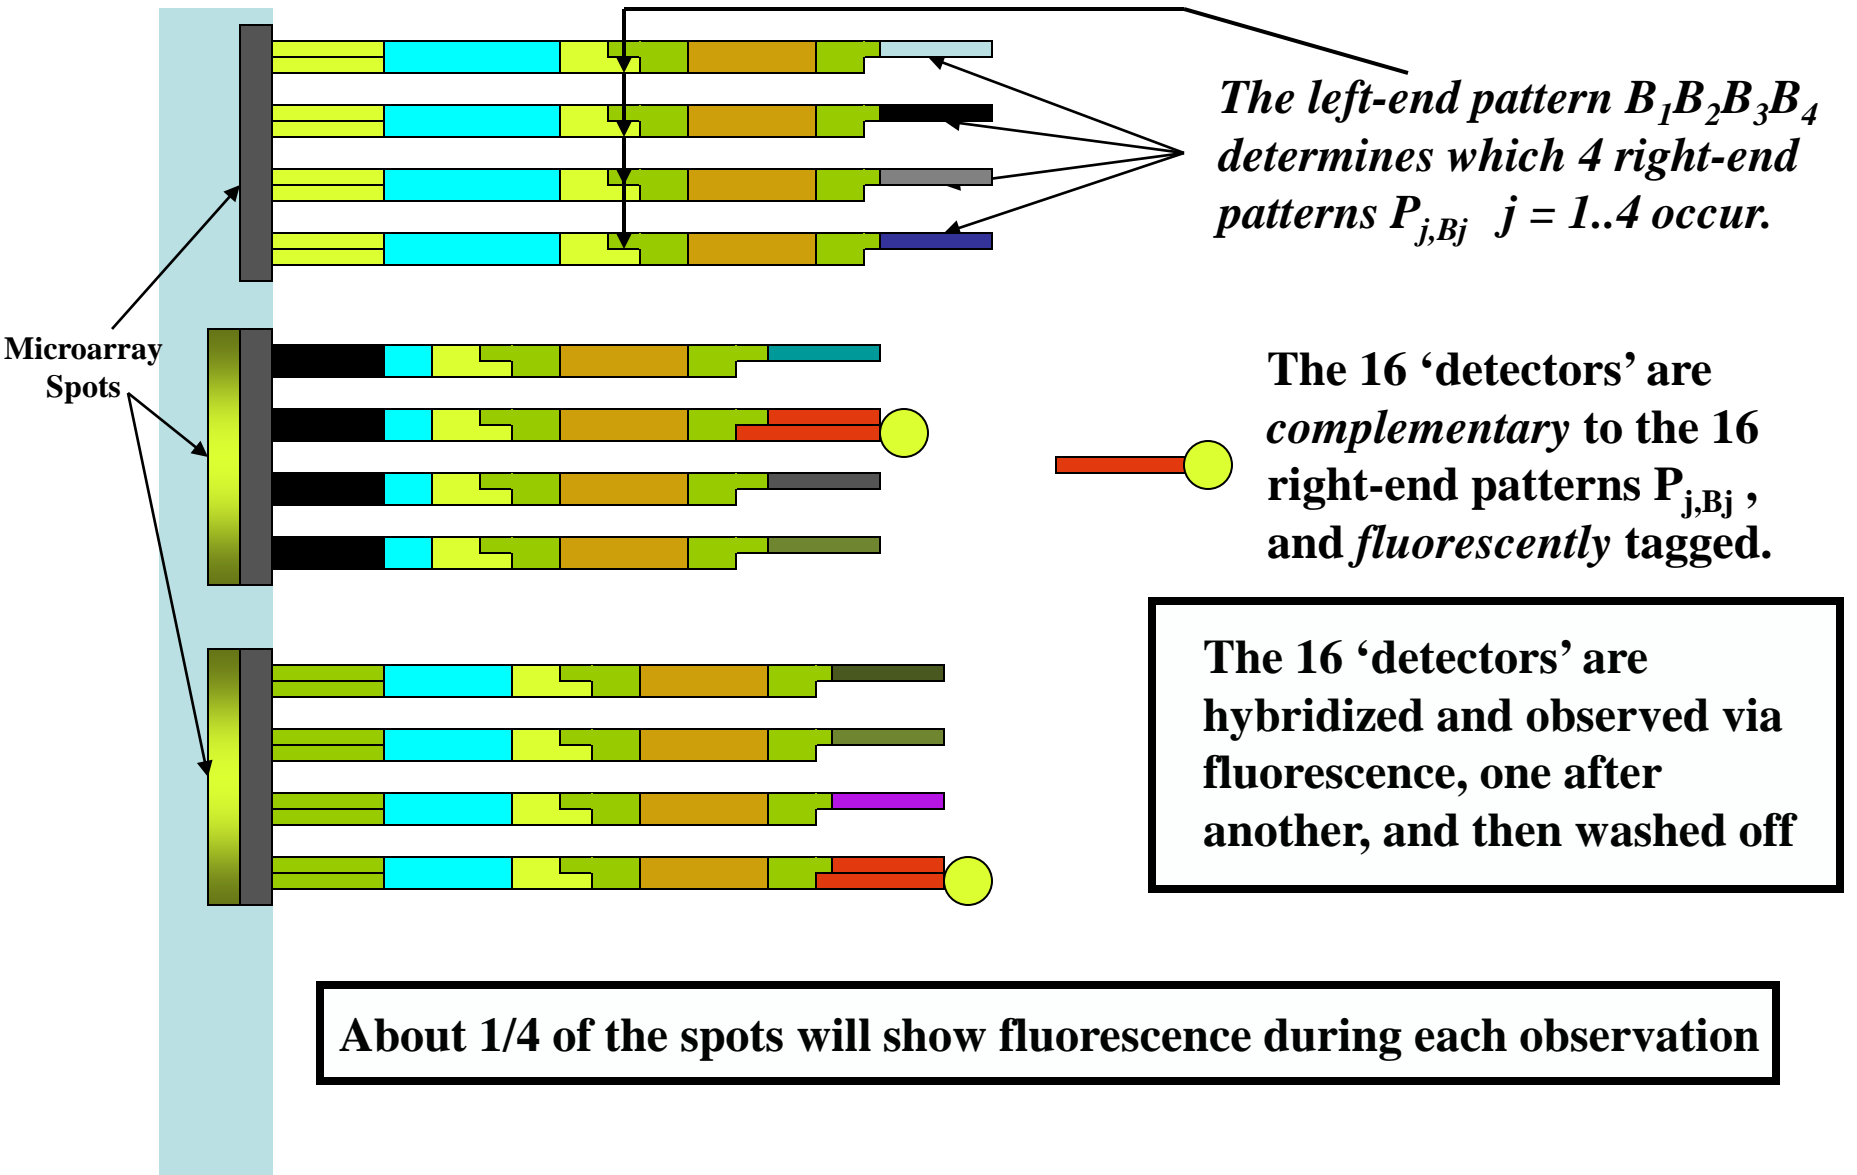 The left-end pattern B1B2B3B4
determines which 4 right-end
patterns Pj,Bj j = 1..4 occur.
Microarray
Spots
The 16 ‘detectors’ are
complementary to the 16
right-end patterns Pj,Bj ,
and fluorescently tagged.
The 16 ‘detectors’ are
hybridized and observed via
fluorescence, one after
another, and then washed off
About 1/4 of the spots will show fluorescence during each observation